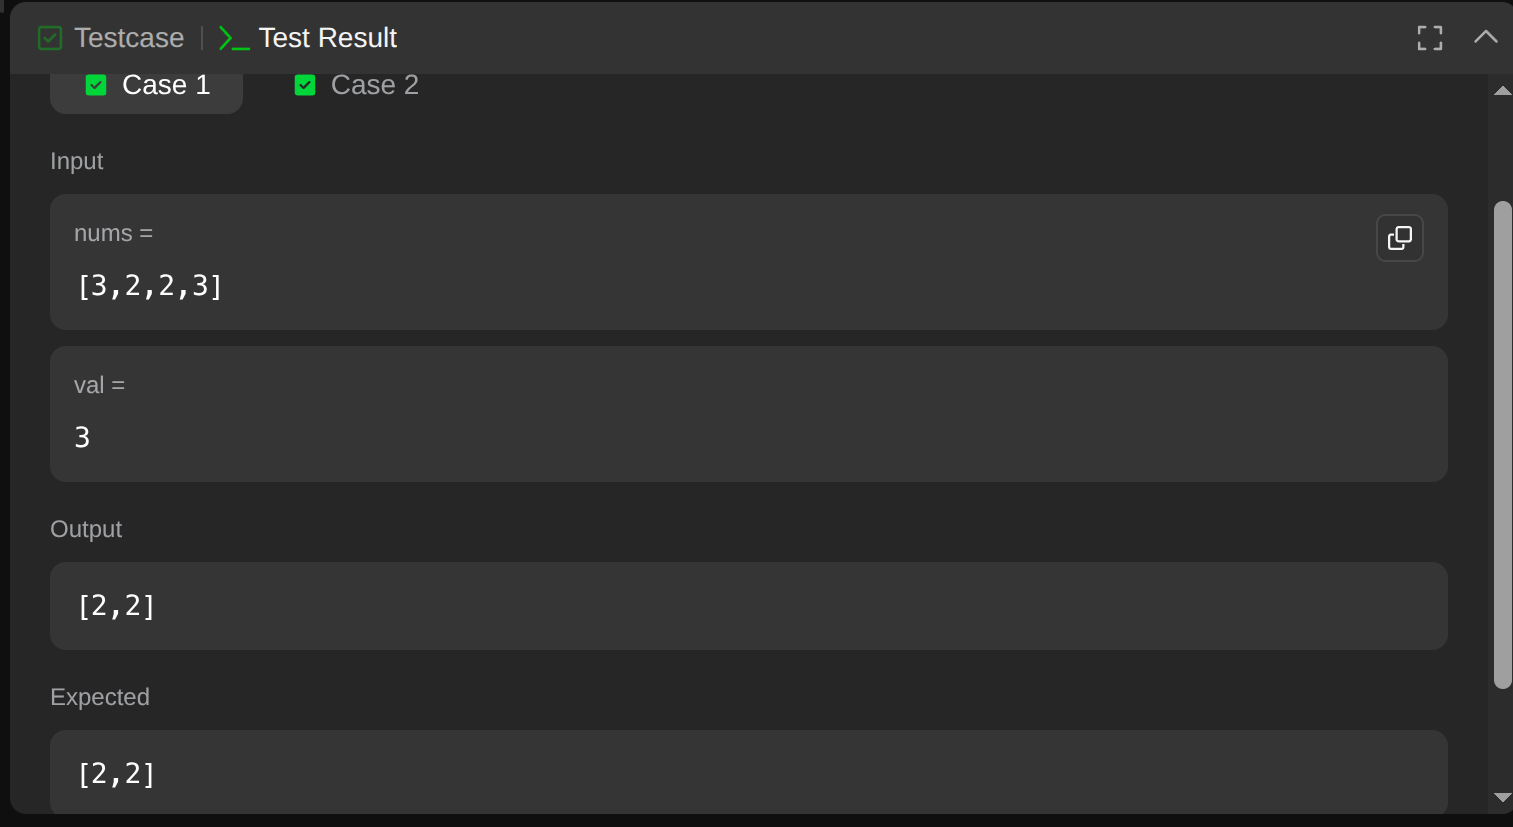 Testcase | >_ Test Result
Case 1 Case 2
Input
nums =
[3,2,2,3]
val =
3
Output
[2,2]
Expected
[2,2]